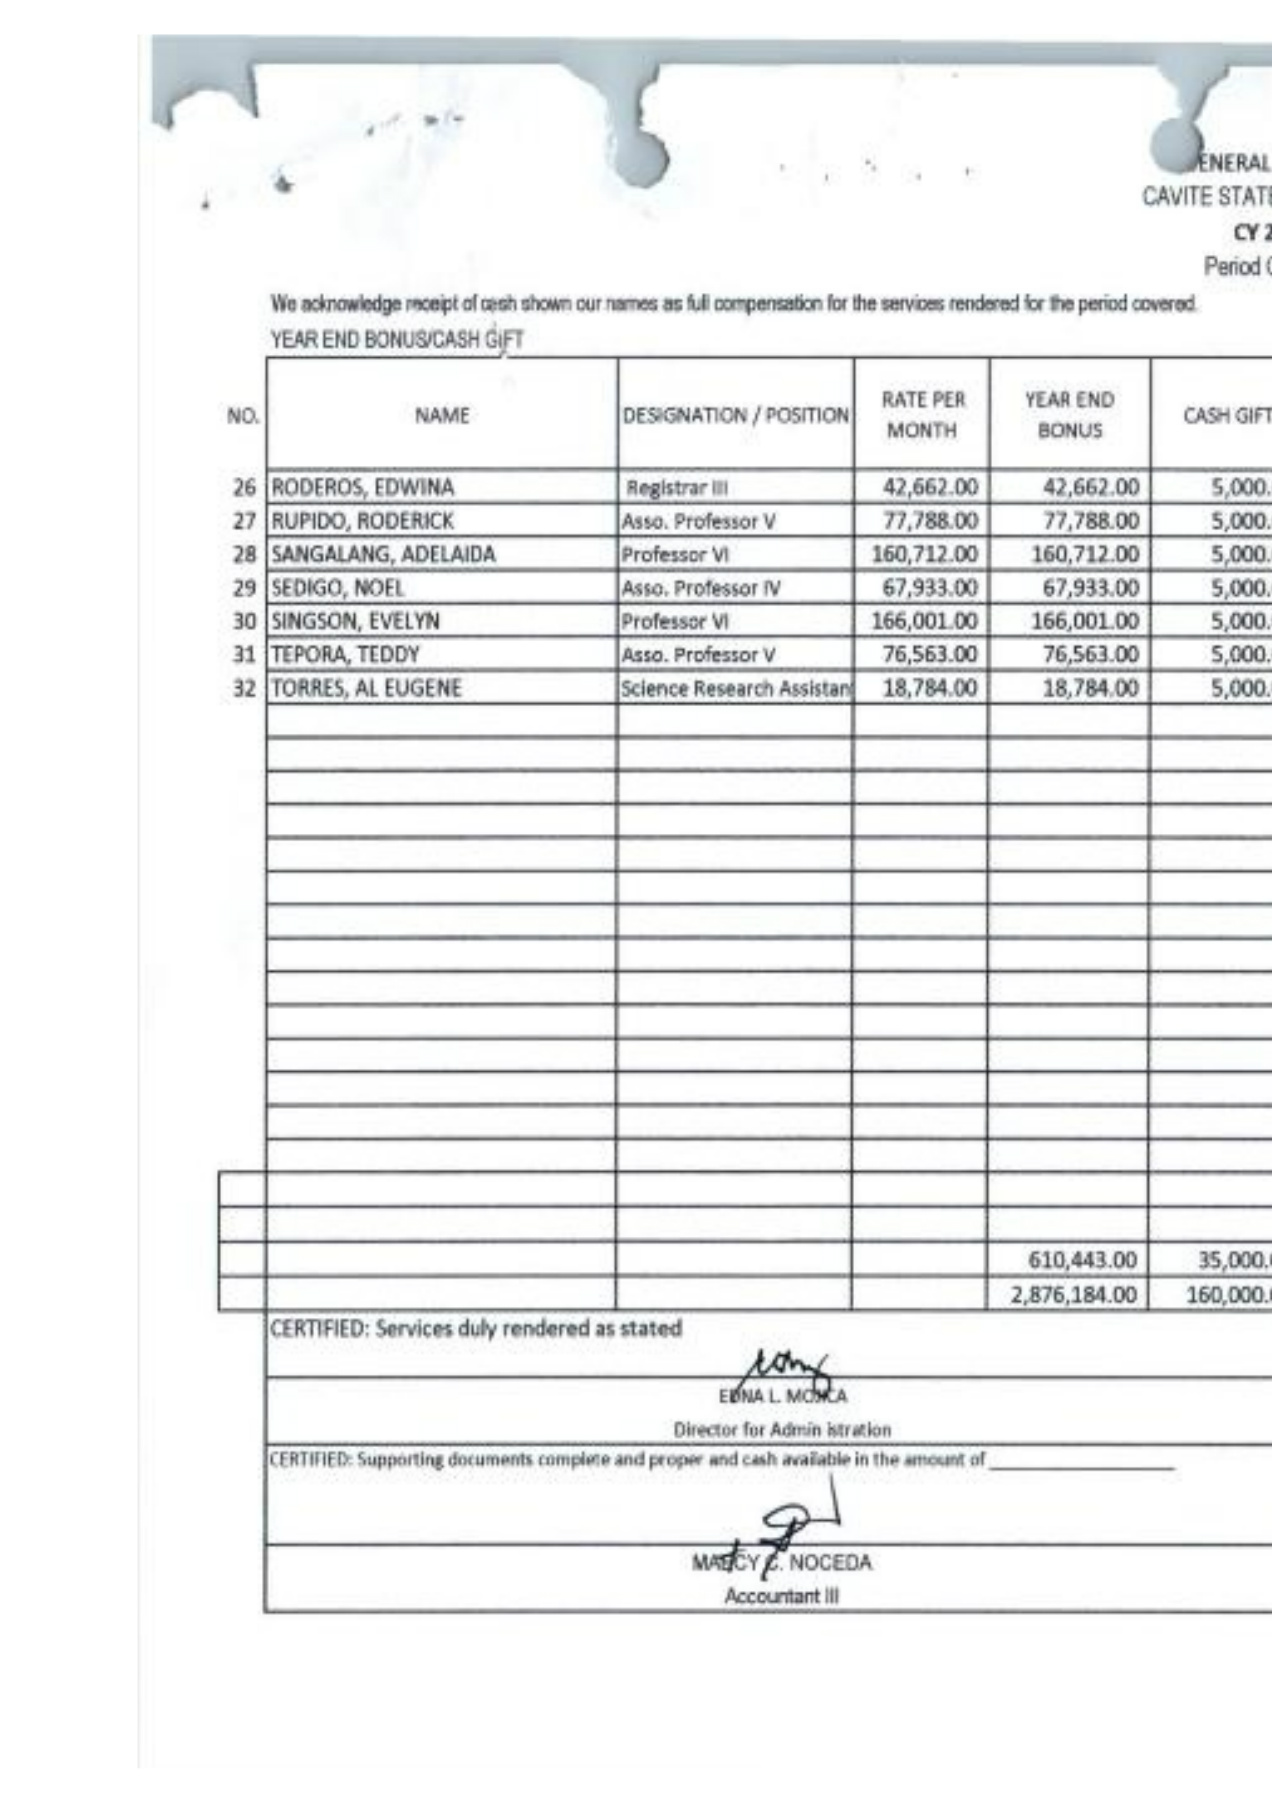 ENERAL
CAVITE STATE
CY 2
Period
We acknowledge receipt of cash shown our names as full compensation for the services rendered for the period covered.
YEAR END BONUS/CASH GIFT
NO. NAME DESIGNATION / POSITION RATE PER MONTH YEAR END BONUS CASH GIFT
26 RODEROS, EDWINA Registrar III 42,662.00 42,662.00 5,000.
27 RUPIDO, RODERICK Asso. Professor V 77,788.00 77,788.00 5,000.
28 SANGALANG, ADELAIDA Professor VI 160,712.00 160,712.00 5,000.
29 SEDIGO, NOEL Asso. Professor IV 67,933.00 67,933.00 5,000.
30 SINGSON, EVELYN Professor VI 166,001.00 166,001.00 5,000.
31 TEPORA, TEDDY Asso. Professor V 76,563.00 76,563.00 5,000.
32 TORRES, AL EUGENE Science Research Assistan 18,784.00 18,784.00 5,000.
610,443.00 35,000.
2,876,184.00 160,000.
CERTIFIED: Services duly rendered as stated
EDNA L. MOJICA
Director for Admin istration
CERTIFIED: Supporting documents complete and proper and cash available in the amount of
C. NOCEDA
Accountant III